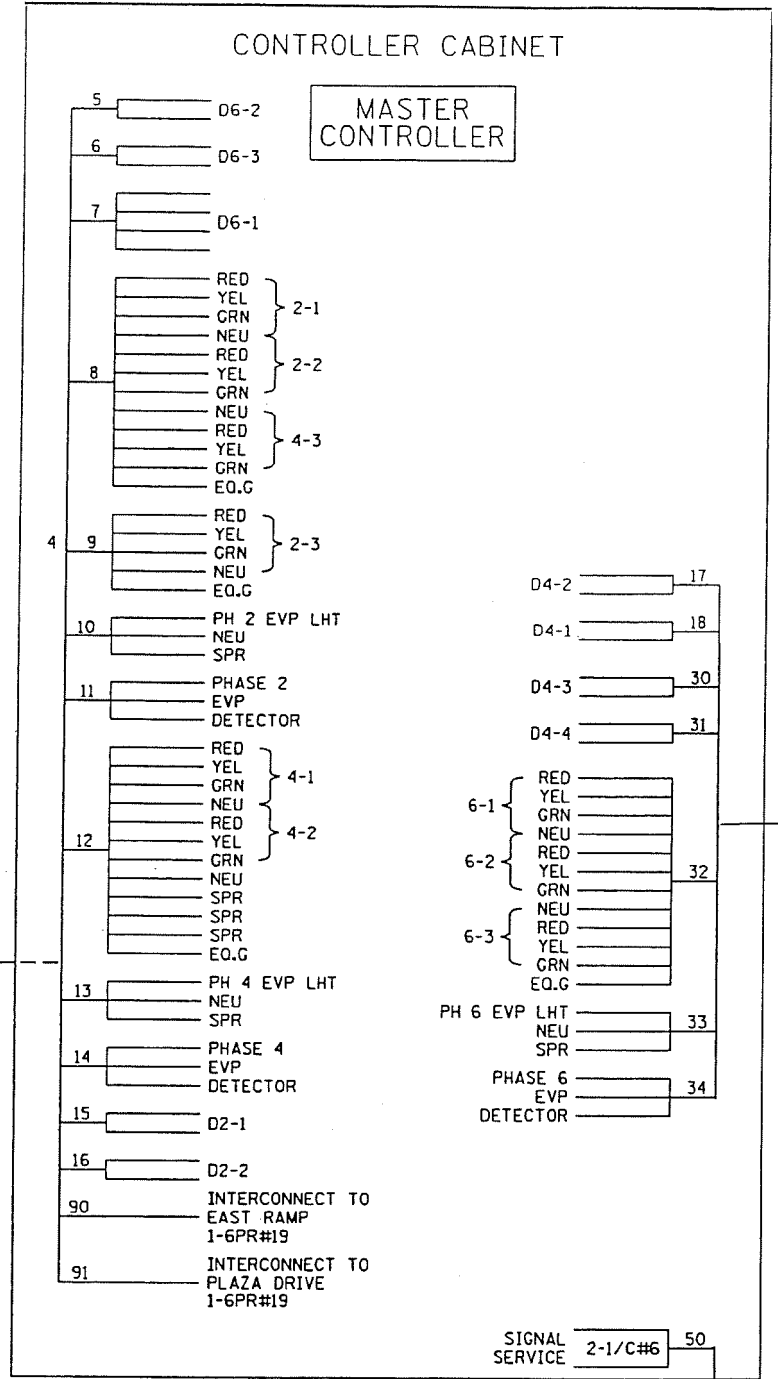 CONTROLLER CABINET
MASTER
CONTROLLER
5
D6-2
6
D6-3
7
D6-1
8
RED
YEL
GRN
NEU
RED
YEL
GRN
NEU
RED
YEL
GRN
EQ.G
2-1
2-2
4-3
4
9
RED
YEL
GRN
NEU
EQ.G
2-3
10
PH 2 EVP LHT
NEU
SPR
11
PHASE 2
EVP
DETECTOR
12
RED
YEL
GRN
NEU
RED
YEL
GRN
NEU
SPR
SPR
SPR
EQ.G
4-1
4-2
13
PH 4 EVP LHT
NEU
SPR
14
PHASE 4
EVP
DETECTOR
15
D2-1
16
D2-2
90
INTERCONNECT TO
EAST RAMP
1-6PR#19
91
INTERCONNECT TO
PLAZA DRIVE
1-6PR#19
D4-2
17
D4-1
18
D4-3
30
D4-4
31
6-1
6-2
6-3
RED
YEL
GRN
NEU
RED
YEL
GRN
NEU
RED
YEL
GRN
EQ.G
32
PH 6 EVP LHT
NEU
SPR
33
PHASE 6
EVP
DETECTOR
34
SIGNAL
SERVICE
2-1/C#6
50